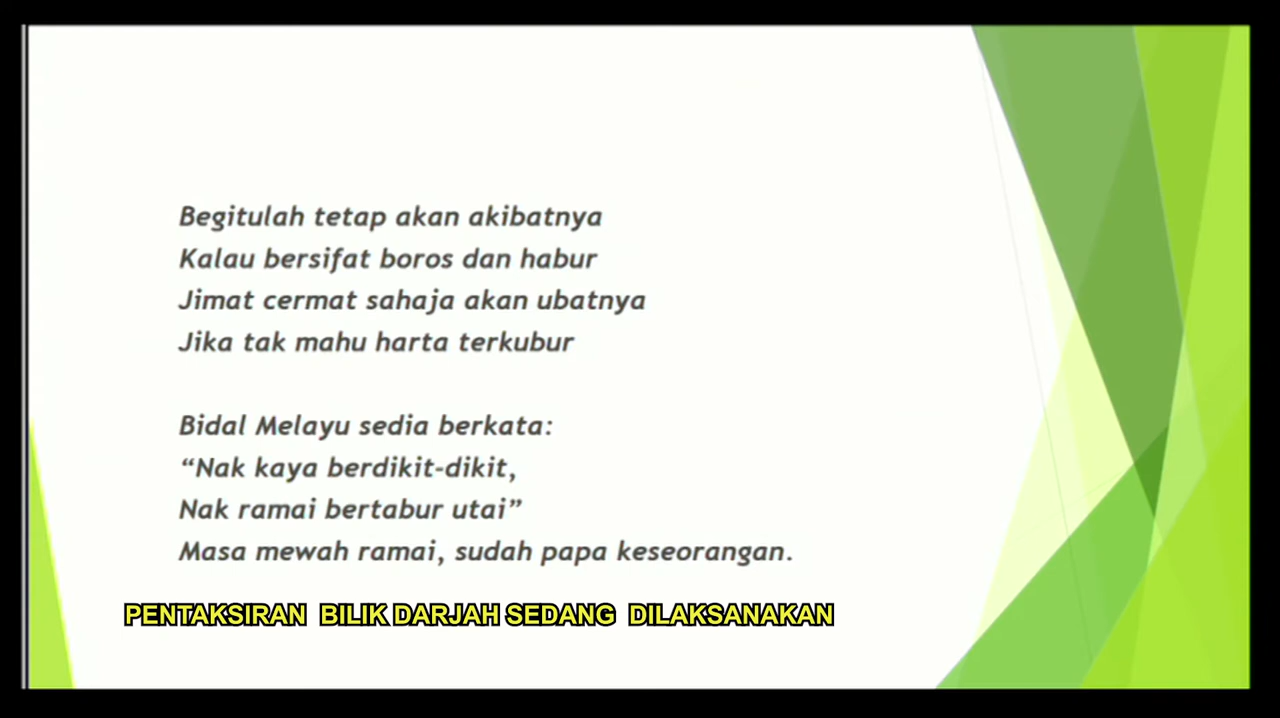 Begitulah tetap akan akibatnya
Kalau bersifat boros dan habur
Jimat cermat sahaja akan ubatnya
Jika tak mahu harta terkubur
Bidal Melayu sedia berkata:
“Nak kaya berdikit-dikit,
Nak ramai bertabur utai”
Masa mewah ramai, sudah papa keseorangan.
PENTAKSIRAN BILIK DARJAH SEDANG DILAKSANAKAN